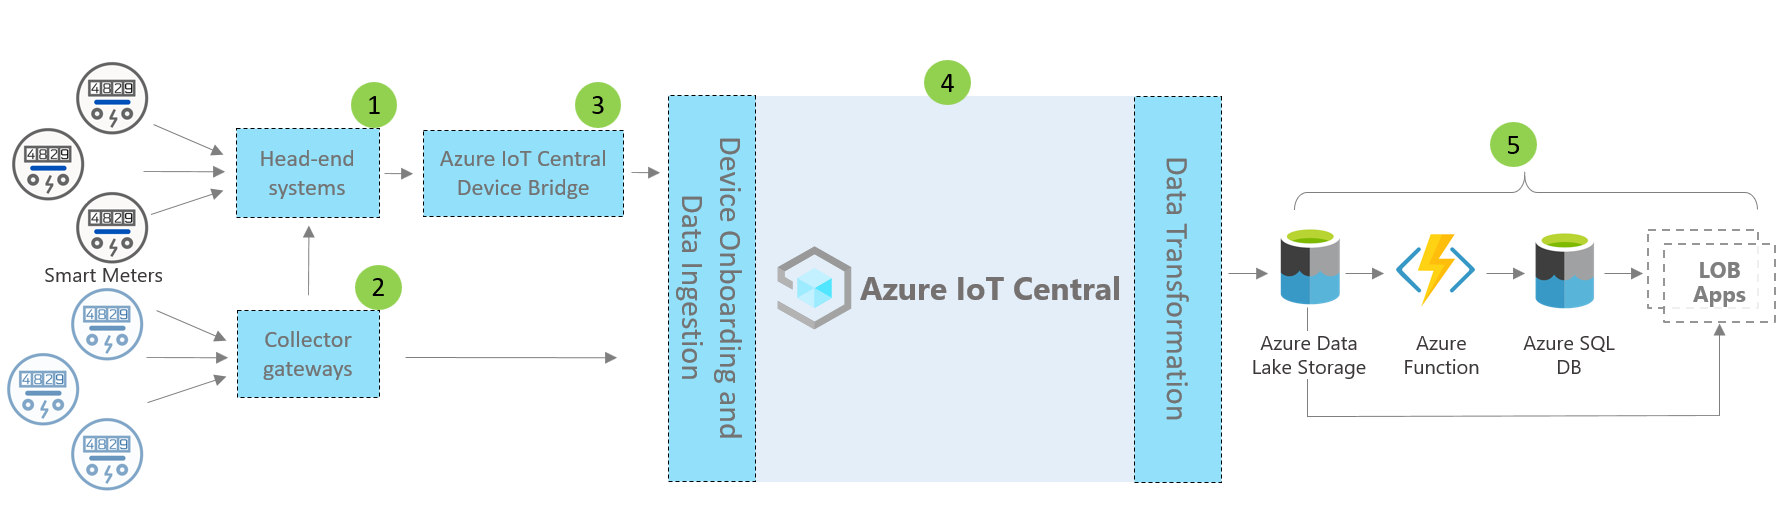 4829
4829
4829
Smart Meters
4829
4829
4829
1
Head-end
systems
2
Collector
gateways
3
Azure IoT Central
Device Bridge
Device Onboarding and
Data Ingestion
4
Azure IoT Central
Data Transformation
5
Azure Data
Lake Storage
Azure
Function
Azure SQL
DB
LOB
Apps